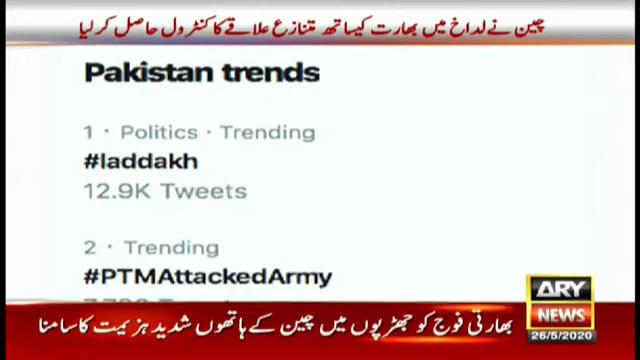 چین نے لداخ میں بھارت کیساتھ متنازع علاقے کا کنٹرول حاصل کرلیا
Pakistan trends
1 · Politics · Trending
#laddakh
12.9K Tweets
2 · Trending
#PTMAttackedArmy
ARY
NEWS
26/5/2020
بھارتی فوج کو جھڑپوں میں چین کے ہاتھوں شدید ہزیمت کا سامنا